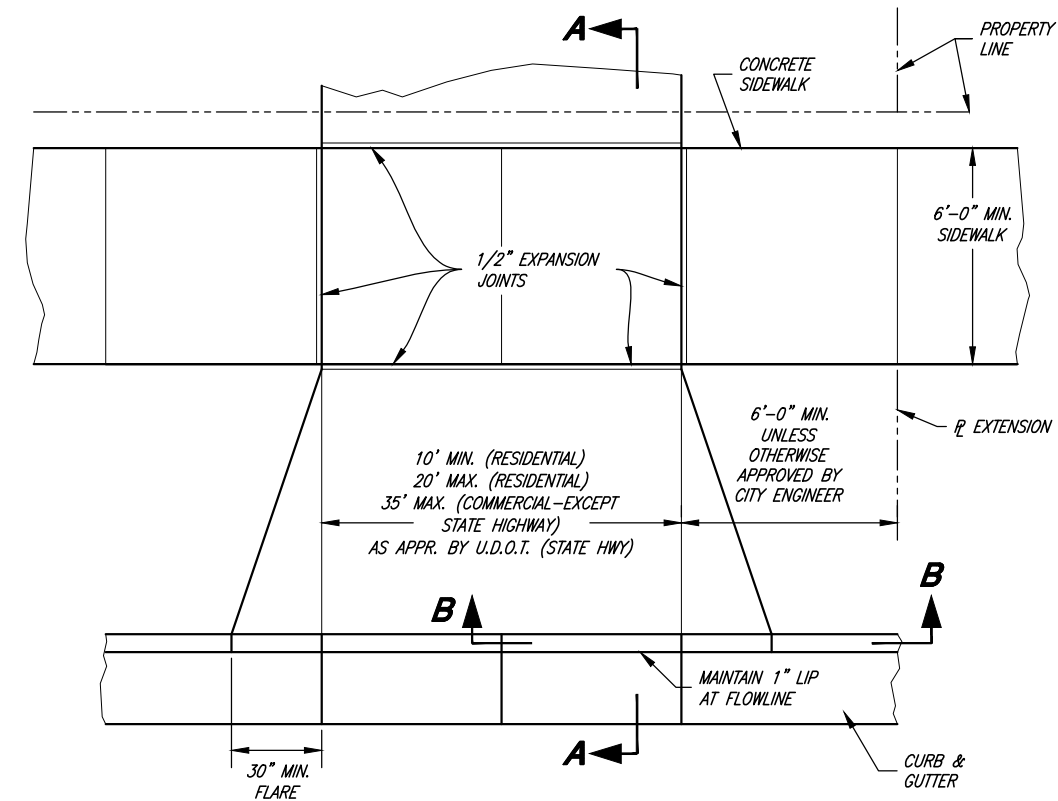 A
PROPERTY
LINE
CONCRETE
SIDEWALK
6'-0" MIN.
SIDEWALK
1/2" EXPANSION
JOINTS
6'-0" MIN.
UNLESS
OTHERWISE
APPROVED BY
CITY ENGINEER
PL EXTENSION
10' MIN. (RESIDENTIAL)
20' MAX. (RESIDENTIAL)
35' MAX. (COMMERCIAL-EXCEPT
STATE HIGHWAY)
AS APPR. BY U.D.O.T. (STATE HWY)
B
B
MAINTAIN 1" LIP
AT FLOWLINE
A
30" MIN.
FLARE
CURB &
GUTTER